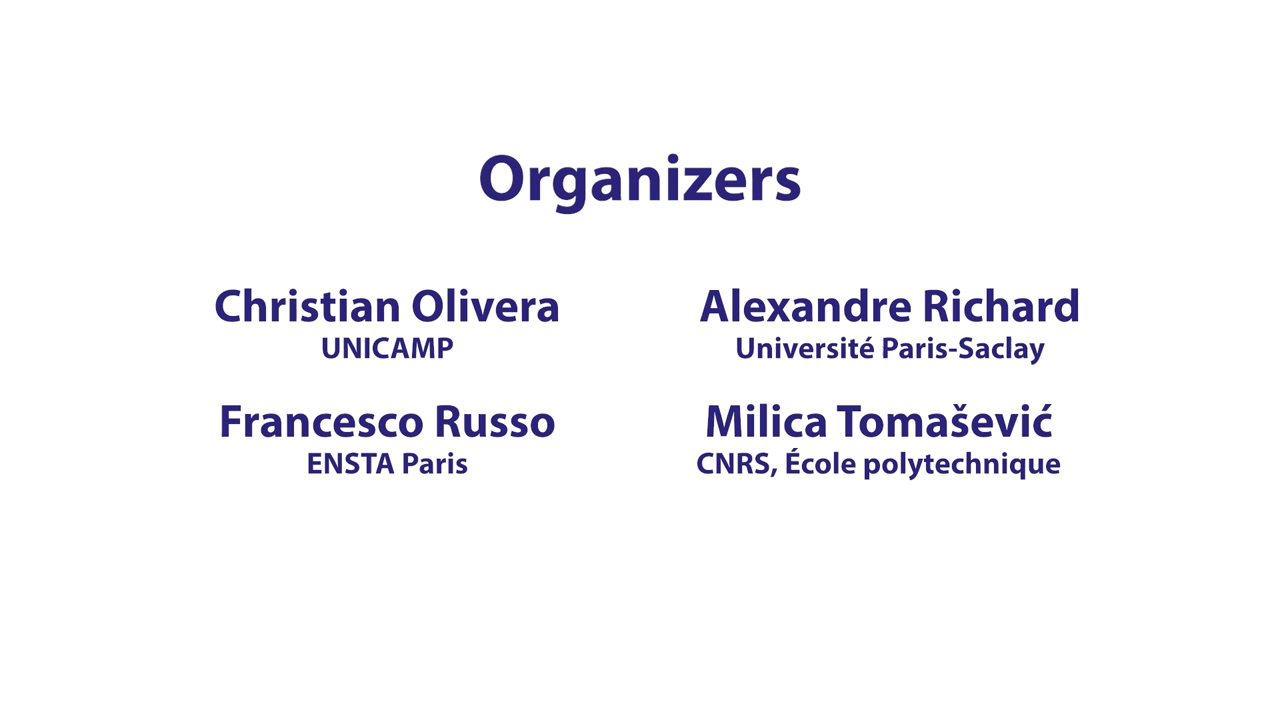 Organizers
Christian Olivera
UNICAMP
Alexandre Richard
Université Paris-Saclay
Francesco Russo
ENSTA Paris
Milica Tomašević
CNRS, École polytechnique